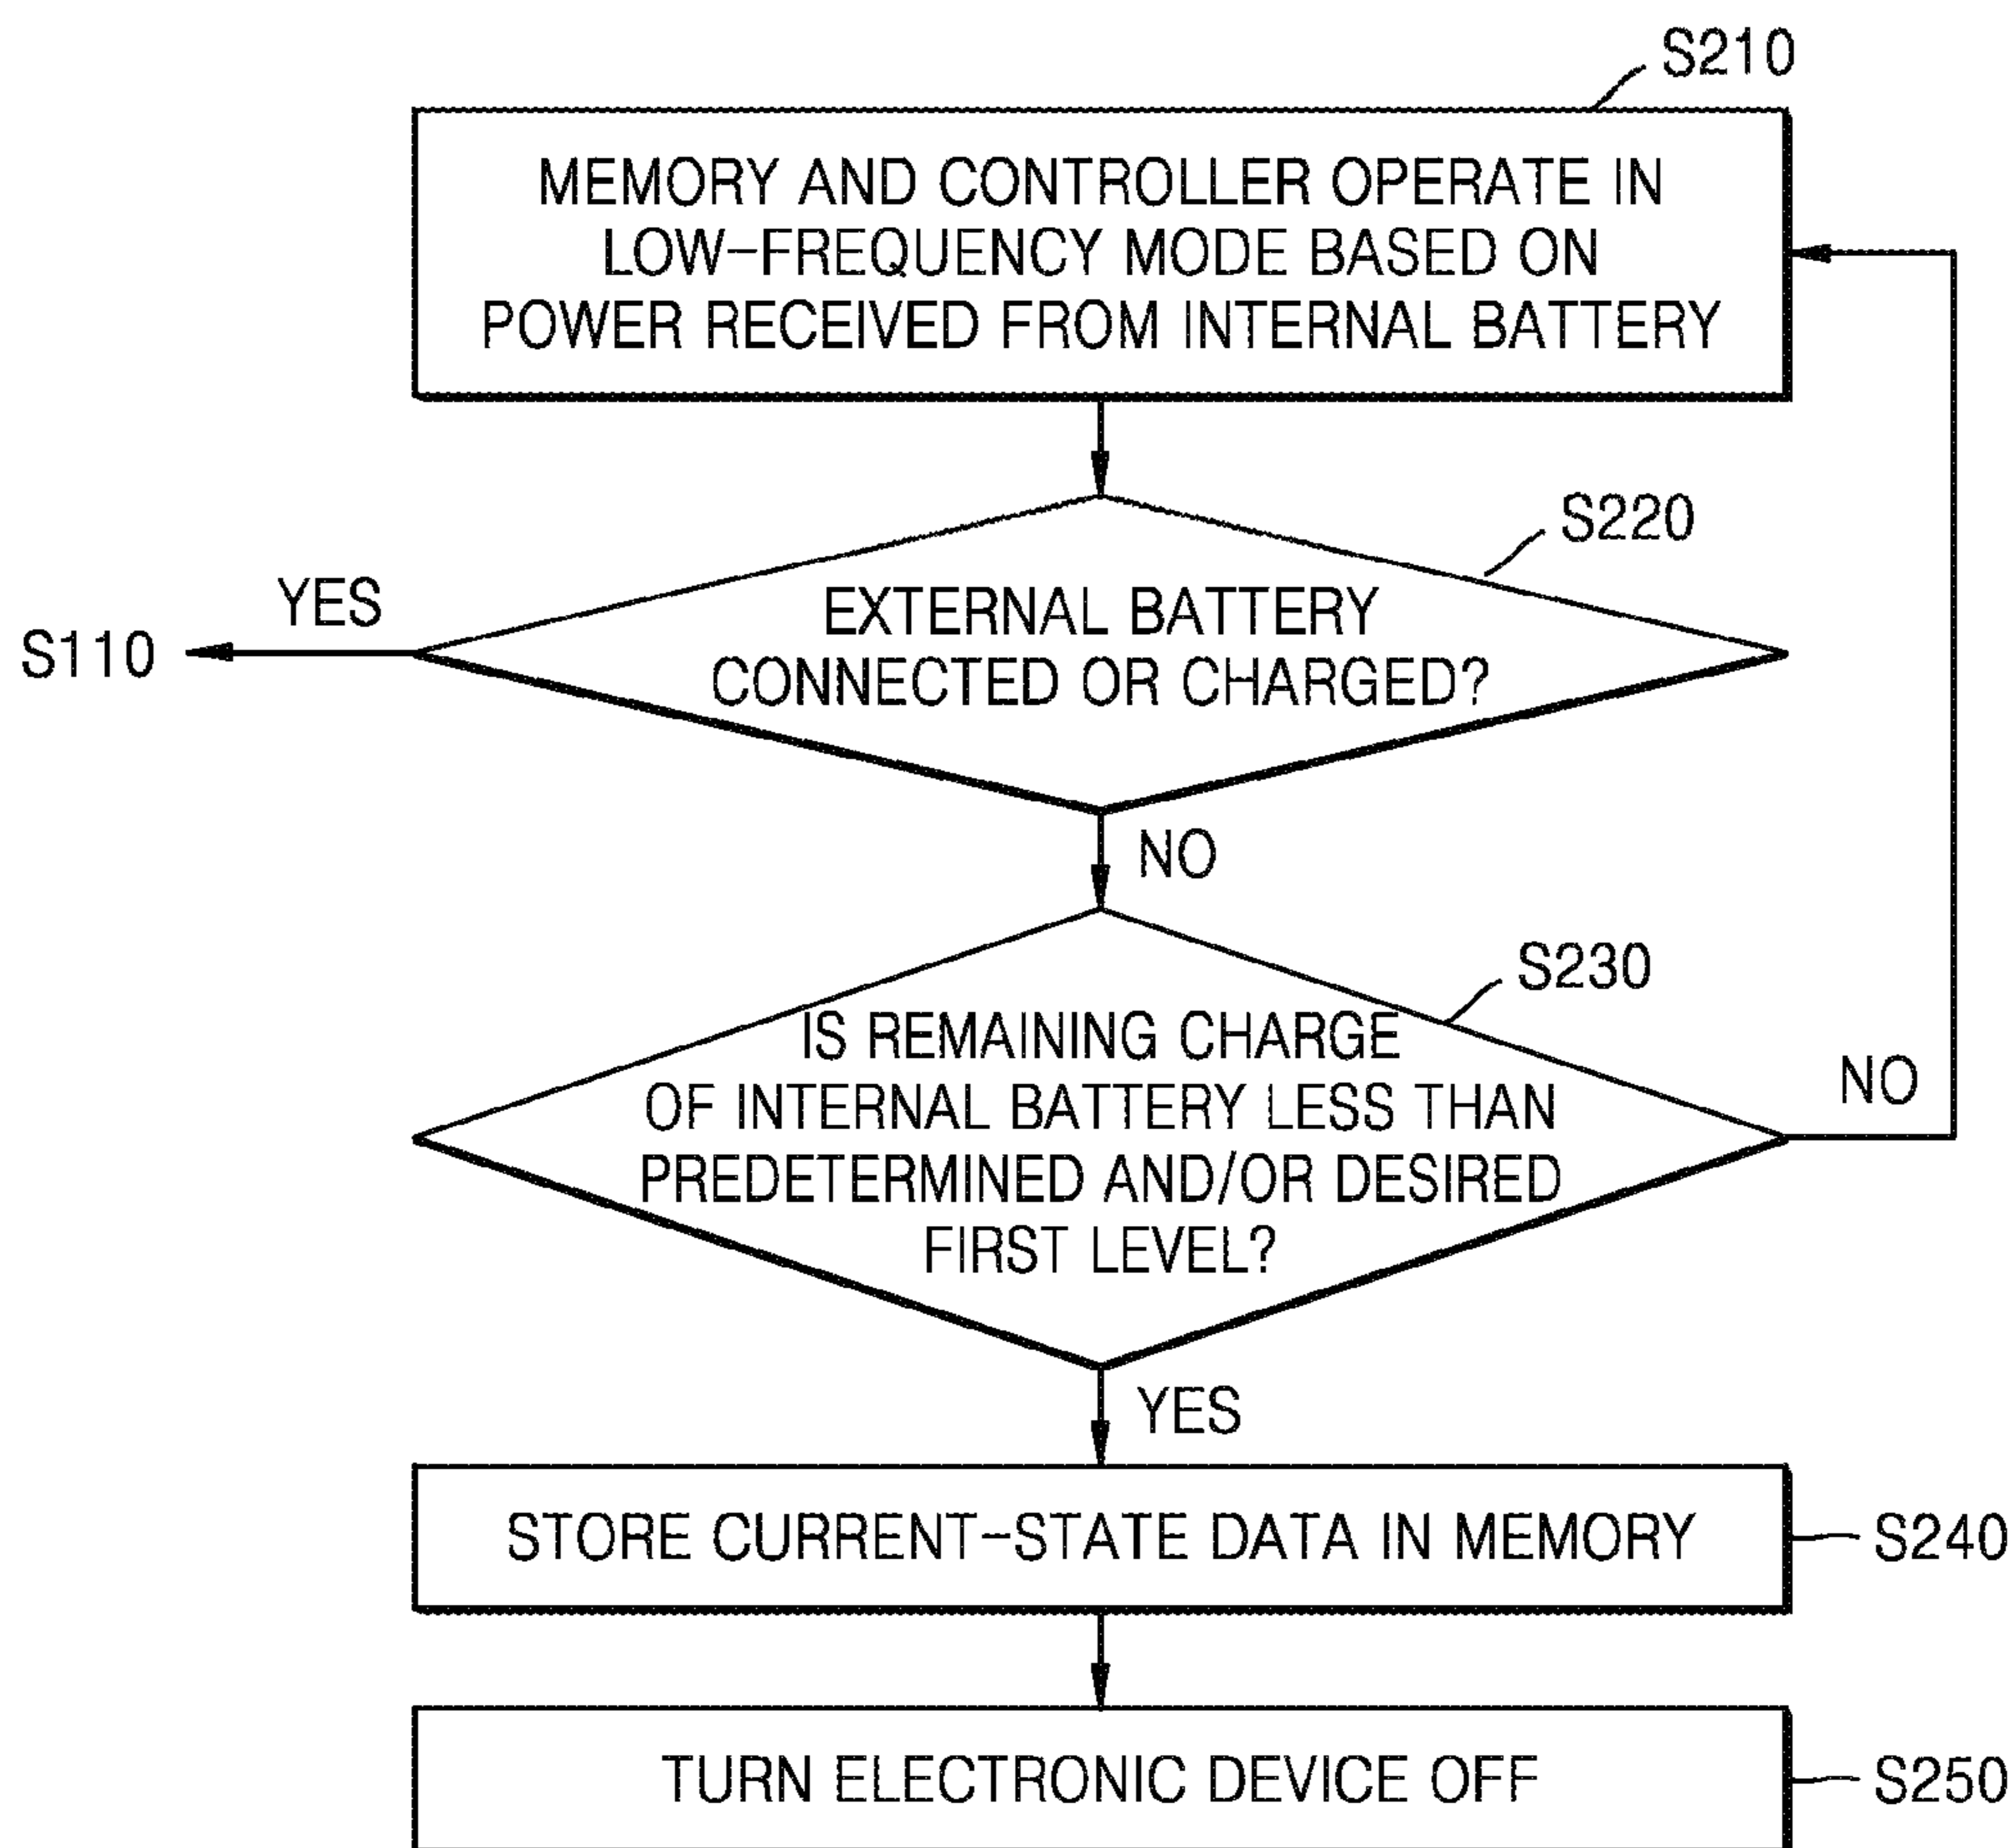 S210
MEMORY AND CONTROLLER OPERATE IN
LOW-FREQUENCY MODE BASED ON
POWER RECEIVED FROM INTERNAL BATTERY
S220
YES
EXTERNAL BATTERY
S110
CONNECTED OR CHARGED?
NO
S230
IS REMAINING CHARGE
OF INTERNAL BATTERY LESS THAN
NO
PREDETERMINED AND/OR DESIRED
FIRST LEVEL?
YES
STORE CURRENT-STATE DATA IN MEMORY
S240
TURN ELECTRONIC DEVICE OFF
S250